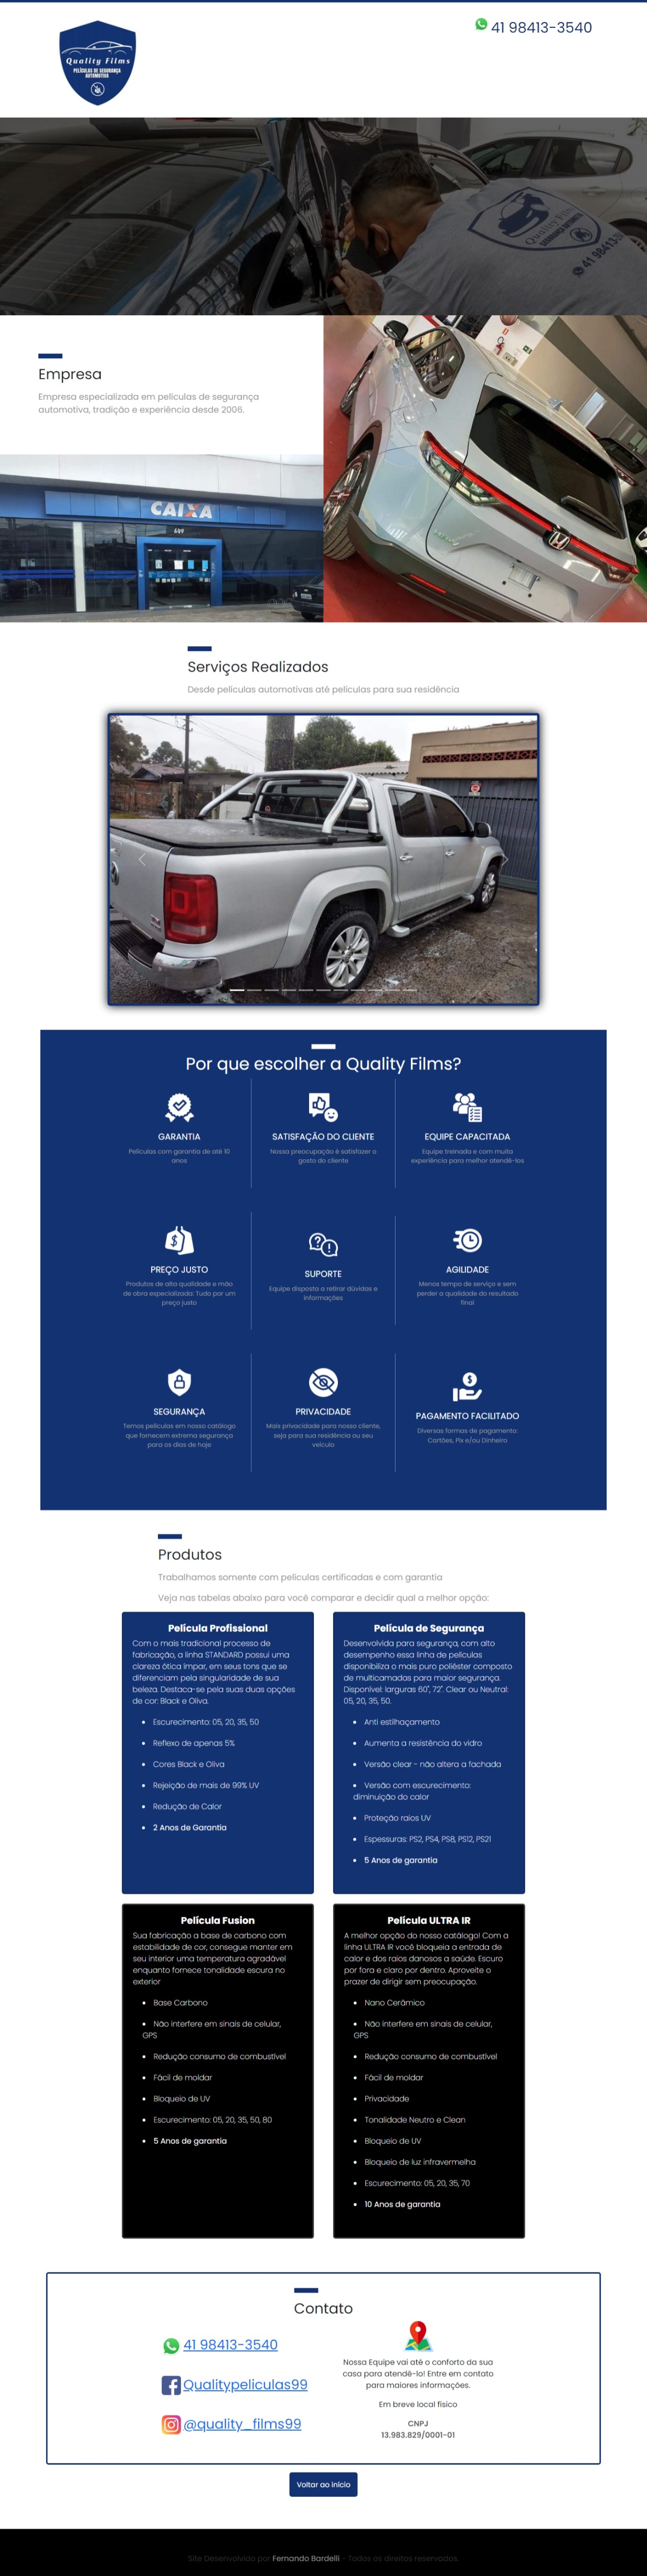 Quality Films
PELÍCULAS DE SEGURANÇA
AUTOMOTIVA
41 98413-3540
Quality Films
41 98413-3
Empresa
Empresa especializada em películas de segurança
automotiva, tradição e experiência desde 2006.
CAIXA
Serviços Realizados
Desde películas automotivas até películas para sua residência
Por que escolher a Quality Films?
GARANTIA
Películas com garantia de até 10
anos
SATISFAÇÃO DO CLIENTE
Nossa preocupação é satisfazer o
gosto do cliente
EQUIPE CAPACITADA
Equipe treinada e com muita
experiência para melhor atendê-los
PREÇO JUSTO
Produtos de alta qualidade e mão
de obra especializada: Tudo por um
preço justo
SUPORTE
Equipe disposta a retirar dúvidas e
informações
AGILIDADE
Menos tempo de serviço e sem
perder a qualidade do resultado
final
SEGURANÇA
Temos películas em nosso catálogo
que fornecem extrema segurança
para os dias de hoje
PRIVACIDADE
Mais privacidade para nosso cliente,
seja para sua residência ou seu
veículo
PAGAMENTO FACILITADO
Diversas formas de pagamento:
Cartões, Pix e/ou Dinheiro
Produtos
Trabalhamos somente com películas certificadas e com garantia
Veja nas tabelas abaixo para você comparar e decidir qual a melhor opção:
Película Profissional
Com o mais tradicional processo de
fabricação, a linha STANDARD possui uma
clareza ótica ímpar, em seus tons que se
diferenciam pela singularidade de sua
beleza. Destaca-se pela suas duas opções
de cor: Black e Oliva.
• Escurecimento: 05, 20, 35, 50
• Reflexo de apenas 5%
• Cores Black e Oliva
• Rejeição de mais de 99% UV
• Redução de Calor
• 2 Anos de Garantia
Película de Segurança
Desenvolvida para segurança, com alto
desempenho essa linha de películas
disponibiliza o mais puro poliéster composto
de multicamadas para maior segurança.
Disponível: larguras 60", 72". Clear ou Neutral:
05, 20, 35, 50.
• Anti estilhaçamento
• Aumenta a resistência do vidro
• Versão clear - não altera a fachada
• Versão com escurecimento:
diminuição do calor
• Proteção raios UV
• Espessuras: PS2, PS4, PS8, PS12, PS21
• 5 Anos de garantia
Película Fusion
Sua fabricação a base de carbono com
estabilidade de cor, consegue manter em
seu interior uma temperatura agradável
enquanto fornece tonalidade escura no
exterior
• Base Carbono
• Não interfere em sinais de celular,
GPS
• Redução consumo de combustível
• Fácil de moldar
• Bloqueio de UV
• Escurecimento: 05, 20, 35, 50, 80
• 5 Anos de garantia
Película ULTRA IR
A melhor opção do nosso catálogo! Com a
linha ULTRA IR você bloqueia a entrada de
calor e dos raios danosos a saúde. Escuro
por fora e claro por dentro. Aproveite o
prazer de dirigir sem preocupação.
• Nano Cerâmico
• Não interfere em sinais de celular,
GPS
• Redução consumo de combustível
• Fácil de moldar
• Privacidade
• Tonalidade Neutro e Clean
• Bloqueio de UV
• Bloqueio de luz infravermelha
• Escurecimento: 05, 20, 35, 70
• 10 Anos de garantia
Contato
41 98413-3540
Qualitypeliculas99
@quality_films99
Nossa Equipe vai até o conforto da sua
casa para atendê-lo! Entre em contato
para maiores informações.
Em breve local físico
CNPJ
13.983.829/0001-01
Voltar ao início
Site Desenvolvido por Fernando Bardelli - Todos os direitos reservados.